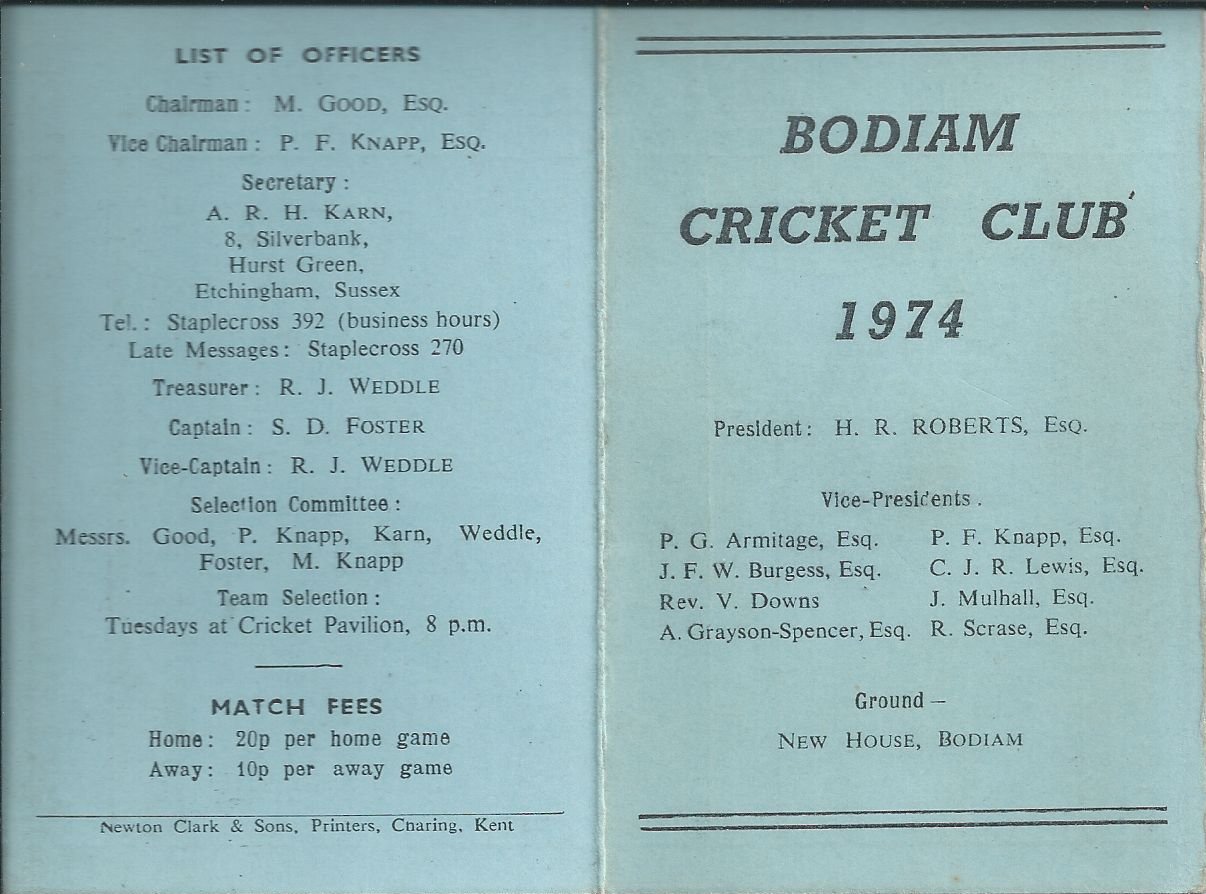 LIST OF OFFICERS
Chairman: M. GOOD, ESQ.
Vice Chairman: P. F. KNAPP, ESQ.
Secretary:
A. R. H. KARN,
8, Silverbank,
Hurst Green,
Etchingham, Sussex
Tel.: Staplecross 392 (business hours)
Late Messages: Staplecross 270
Treasurer: R. J. WEDDLE
Captain: S. D. FOSTER
Vice-Captain: R. J. WEDDLE
Selection Committee:
Messrs. Good, P. Knapp, Karn, Weddle,
Foster, M. Knapp
Team Selection:
Tuesdays at Cricket Pavilion, 8 p.m.
MATCH FEES
Home: 20p per home game
Away: 10p per away game
Newton Clark & Sons, Printers, Charing, Kent
BODIAM
CRICKET CLUB
1974
President: H. R. ROBERTS, ESQ.
Vice-Presidents.
P. G. Armitage, Esq. P. F. Knapp, Esq.
J. F. W. Burgess, Esq. C. J. R. Lewis, Esq.
Rev. V. Downs J. Mulhall, Esq.
A. Grayson-Spencer, Esq. R. Scrase, Esq.
Ground —
NEW HOUSE, BODIAM